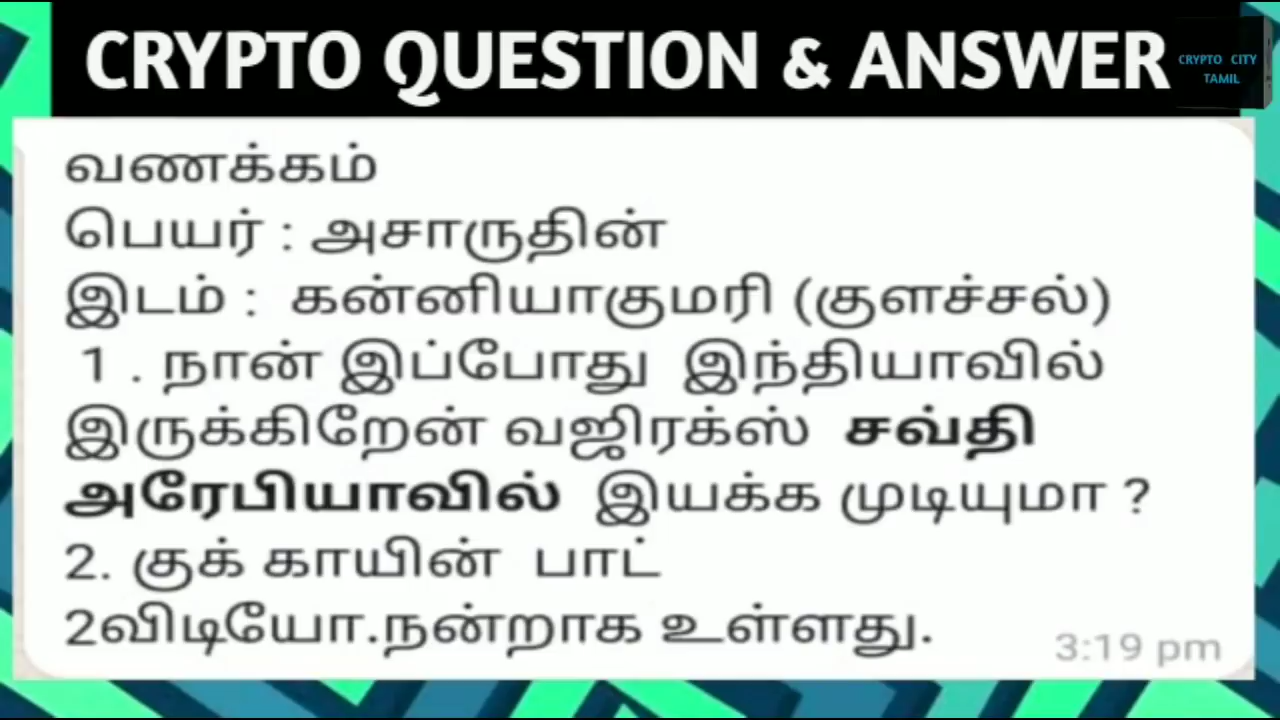 CRYPTO QUESTION & ANSWER
CRYPTO CITY
TAMIL
வணக்கம்
பெயர் : அசாருதின்
இடம் : கன்னியாகுமரி (குளச்சல்)
1 . நான் இப்போது இந்தியாவில்
இருக்கிறேன் வஜிரக்ஸ் சவ்தி
அரேபியாவில் இயக்க முடியுமா ?
2. குக் காயின் பாட்
2விடியோ.நன்றாக உள்ளது.
3:19 pm